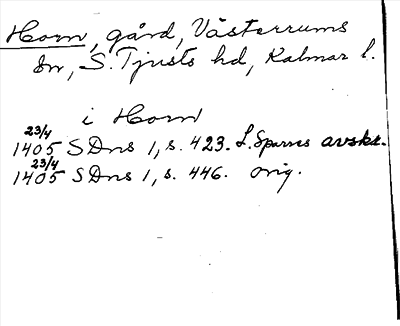 Horn, gård, Västerrums
sn, S. Tjusts hd, Kalmar l.
i Horn
23/4
1405 SDns 1, s. 423. L. Sparres avskr.
23/4
1405 SDns 1, s. 446. orig.